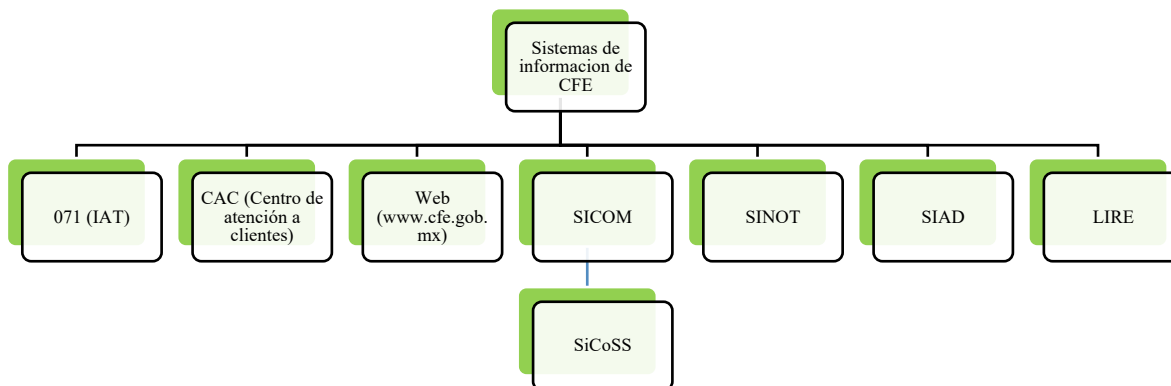 Sistemas de
informacion de
CFE
071 (IAT)
CAC (Centro de
atención a
clientes)
Web
(www.cfe.gob.
mx)
SICOM
SINOT
SIAD
LIRE
SiCoSS